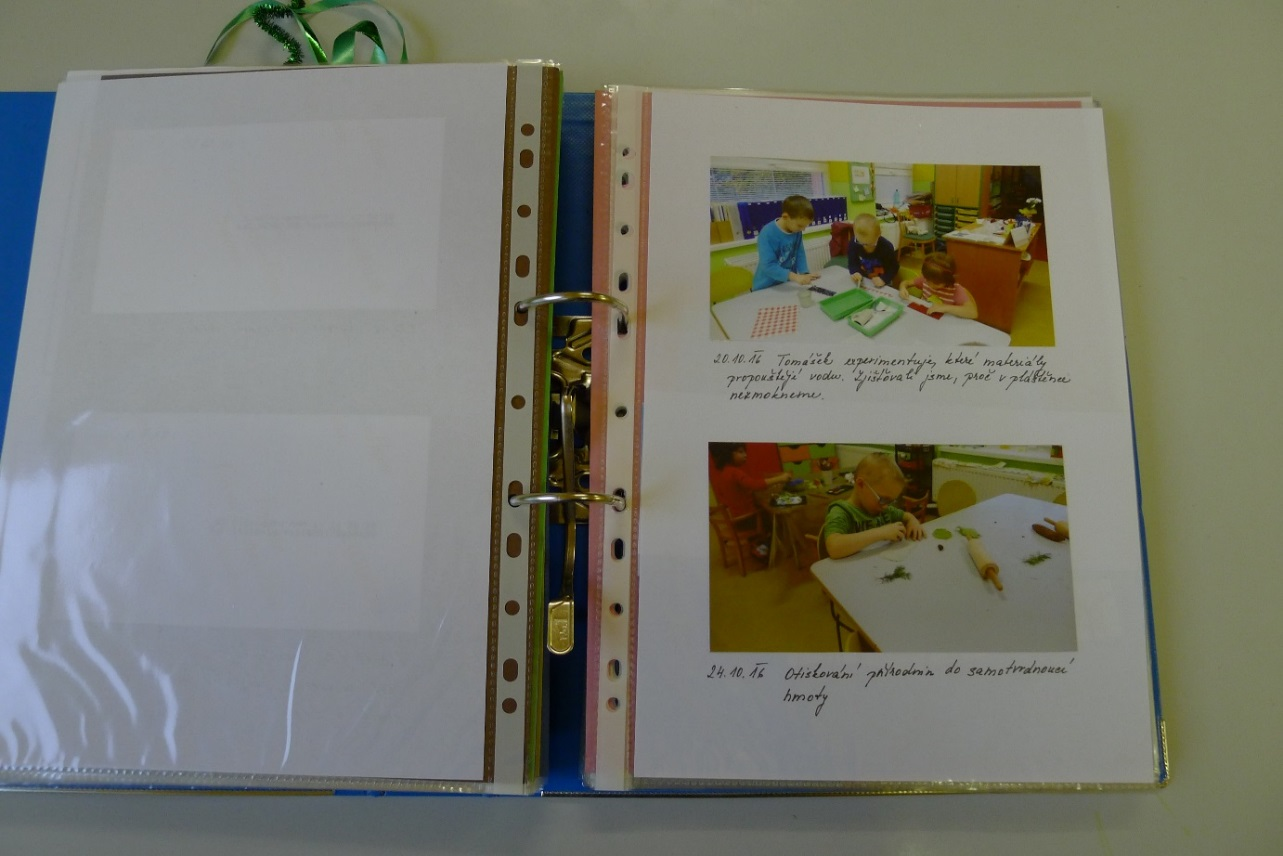 20.10.16 Tomášek experimentuje, které materiály
propouštějí vodu. Zjišťovali jsme, proč v pláštěnce
nezmokneme.
24.10.16 Otiskování přírodnin do samotvrdnoucí
hmoty